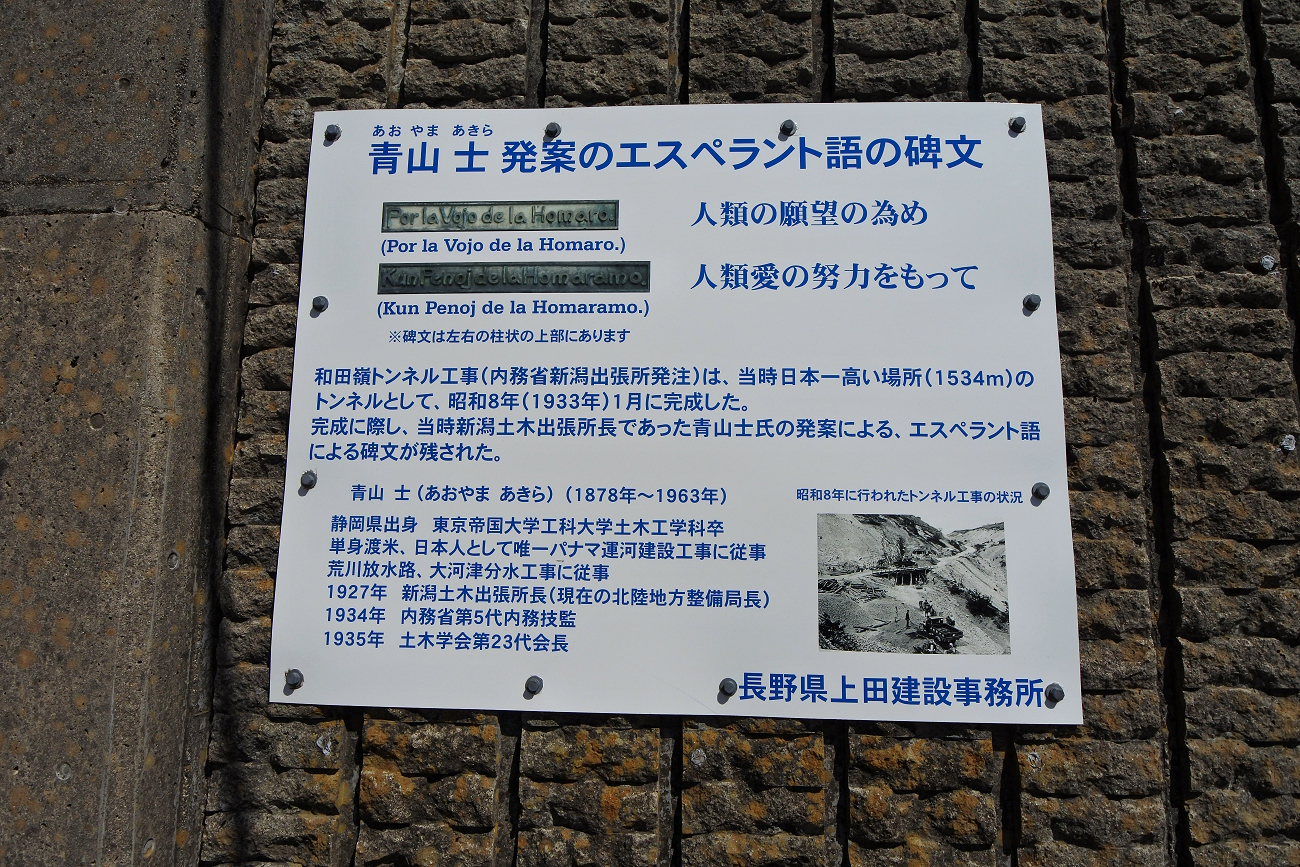 あおやま あきら
青山 士 発案のエスペラント語の碑文
Por la Vojo de la Homaro.
人類の願望の為め
(Por la Vojo de la Homaro.)
Kun Penoj de la Homaramo.
人類愛の努力をもって
(Kun Penoj de la Homaramo.)
※碑文は左右の柱状の上部にあります
和田嶺トンネル工事(内務省新潟出張所発注)は、当時日本一高い場所(1534m)の
トンネルとして、昭和8年(1933年)1月に完成した。
完成に際し、当時新潟土木出張所長であった青山士氏の発案による、エスペラント語
による碑文が残された。
青山 士(あおやま あきら) (1878年~1963年)
静岡県出身 東京帝国大学工科大学土木工学科卒
単身渡米、日本人として唯一パナマ運河建設工事に従事
荒川放水路、大河津分水工事に従事
1927年 新潟土木出張所長(現在の北陸地方整備局長)
1934年 内務省第5代内務技監
1935年 土木学会第23代会長
昭和8年に行われたトンネル工事の状況
長野県上田建設事務所